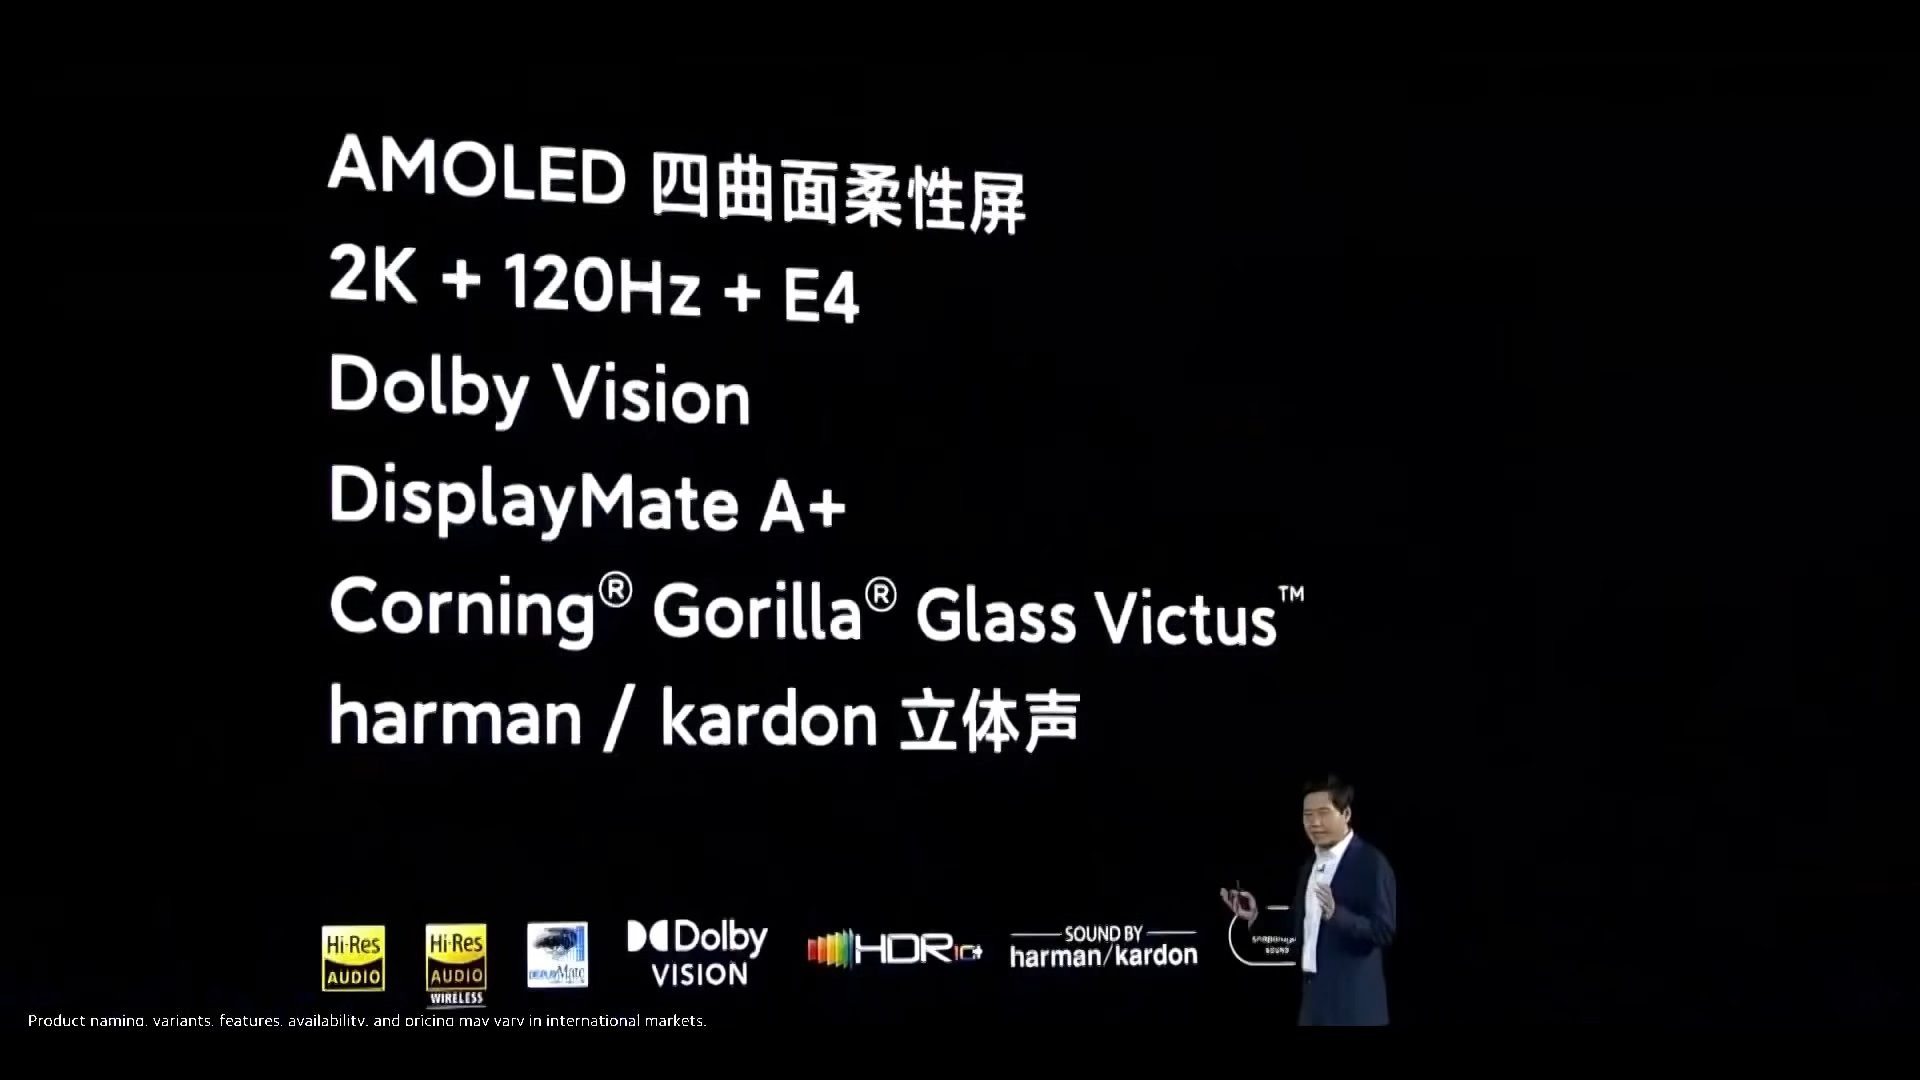 AMOLED 四曲面柔性屏
2K + 120Hz + E4
Dolby Vision
DisplayMate A+
Corning® Gorilla® Glass Victus™
harman / kardon 立体声
Hi-Res AUDIO
Hi-Res AUDIO WIRELESS
DISPLAYMate
Dolby VISION
HDR10+
SOUND BY harman/kardon
SOUND
Product naming, variants, features, availability, and pricing may vary in international markets.